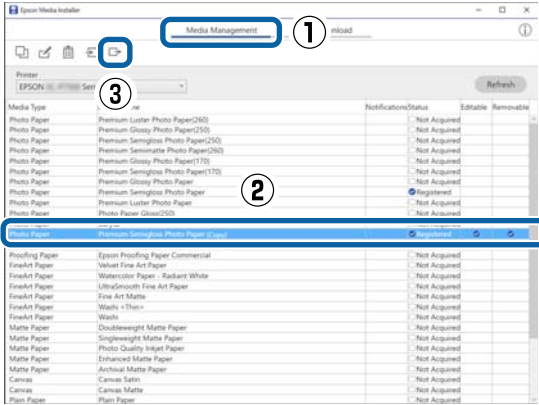 Epson Media Installer
Media Management
nload
Printer
EPSON Seri
Refresh
Media Type NotificationsStatus Editable Removable
Photo Paper Premium Luster Photo Paper(260) Not Acquired
Photo Paper Premium Glossy Photo Paper(250) Not Acquired
Photo Paper Premium Semigloss Photo Paper(250) Not Acquired
Photo Paper Premium Semimatte Photo Paper(260) Not Acquired
Photo Paper Premium Glossy Photo Paper(170) Not Acquired
Photo Paper Premium Semigloss Photo Paper(170) Not Acquired
Photo Paper Premium Glossy Photo Paper Not Acquired
Photo Paper Premium Semigloss Photo Paper Registered
Photo Paper Premium Luster Photo Paper Not Acquired
Photo Paper Photo Paper Gloss(250) Not Acquired
Photo Paper Premium Semigloss Photo Paper (Copy) Registered
Proofing Paper Epson Proofing Paper Commercial Not Acquired
FineArt Paper Velvet Fine Art Paper Not Acquired
FineArt Paper Watercolor Paper - Radiant White Not Acquired
FineArt Paper UltraSmooth Fine Art Paper Not Acquired
FineArt Paper Fine Art Matte Not Acquired
FineArt Paper Washi <Thin> Not Acquired
FineArt Paper Washi Not Acquired
Matte Paper Doubleweight Matte Paper Not Acquired
Matte Paper Singleweight Matte Paper Not Acquired
Matte Paper Photo Quality Inkjet Paper Not Acquired
Matte Paper Enhanced Matte Paper Not Acquired
Matte Paper Archival Matte Paper Not Acquired
Canvas Canvas Satin Not Acquired
Canvas Canvas Matte Not Acquired
Plain Paper Plain Paper Not Acquired
1
3
2